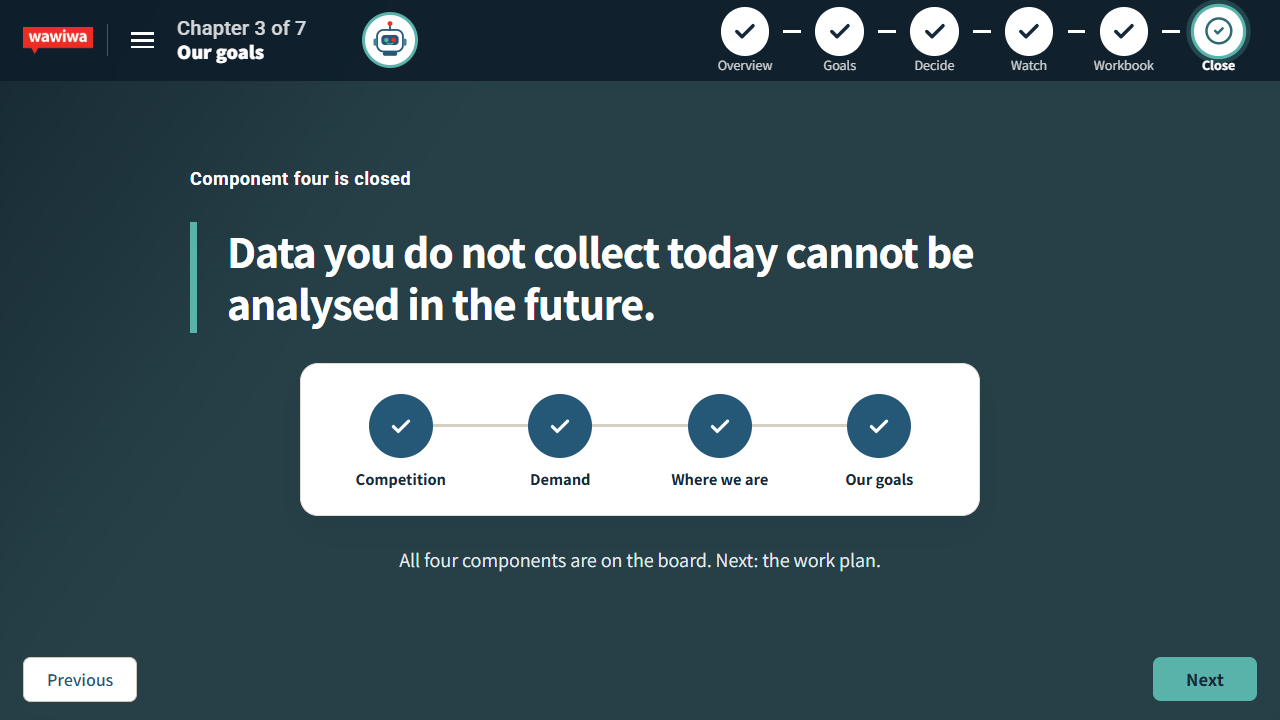 wawiwa
Chapter 3 of 7
Our goals
Overview
Goals
Decide
Watch
Workbook
Close
Component four is closed
Data you do not collect today cannot be
analysed in the future.
Competition
Demand
Where we are
Our goals
All four components are on the board. Next: the work plan.
Previous
Next